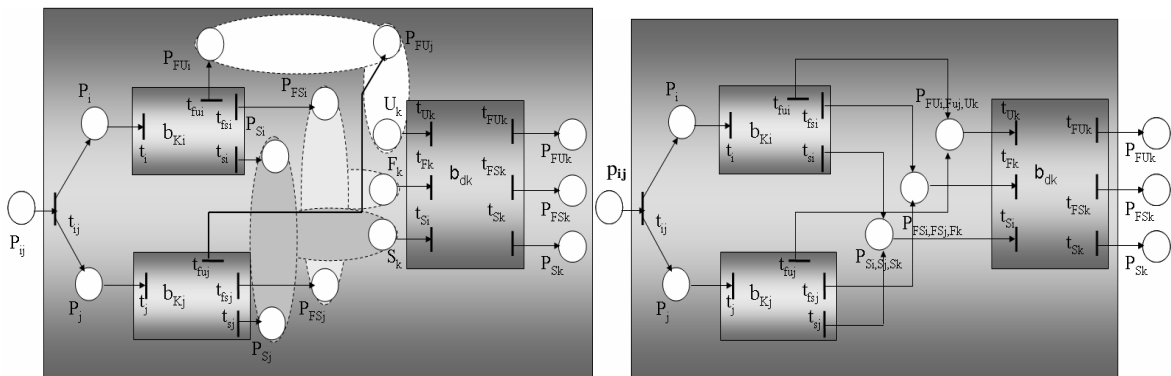 P_FUi
P_FUj
P_i
P_FSi
P_Si
U_k
t_fui
t_fsi
b_Ki
t_i
t_si
t_Uk
t_FUk
P_FUk
F_k
t_Fk
b_dk
t_FSk
P_FSk
t_Si
t_Sk
S_k
P_Sk
P_ij
t_ij
P_j
t_fuj
b_Kj
t_j
t_fsj
t_sj
P_FSj
P_Sj
P_i
t_fui
t_fsi
b_Ki
t_i
t_si
P_FUi,Fuj,Uk
t_Uk
t_FUk
P_FUk
t_Fk
b_dk
t_FSk
P_FSk
P_FSi,FSj,Fk
t_Si
t_Sk
P_Sk
P_Si,Sj,Sk
p_ij
t_ij
P_j
t_fuj
b_Kj
t_j
t_fsj
t_sj